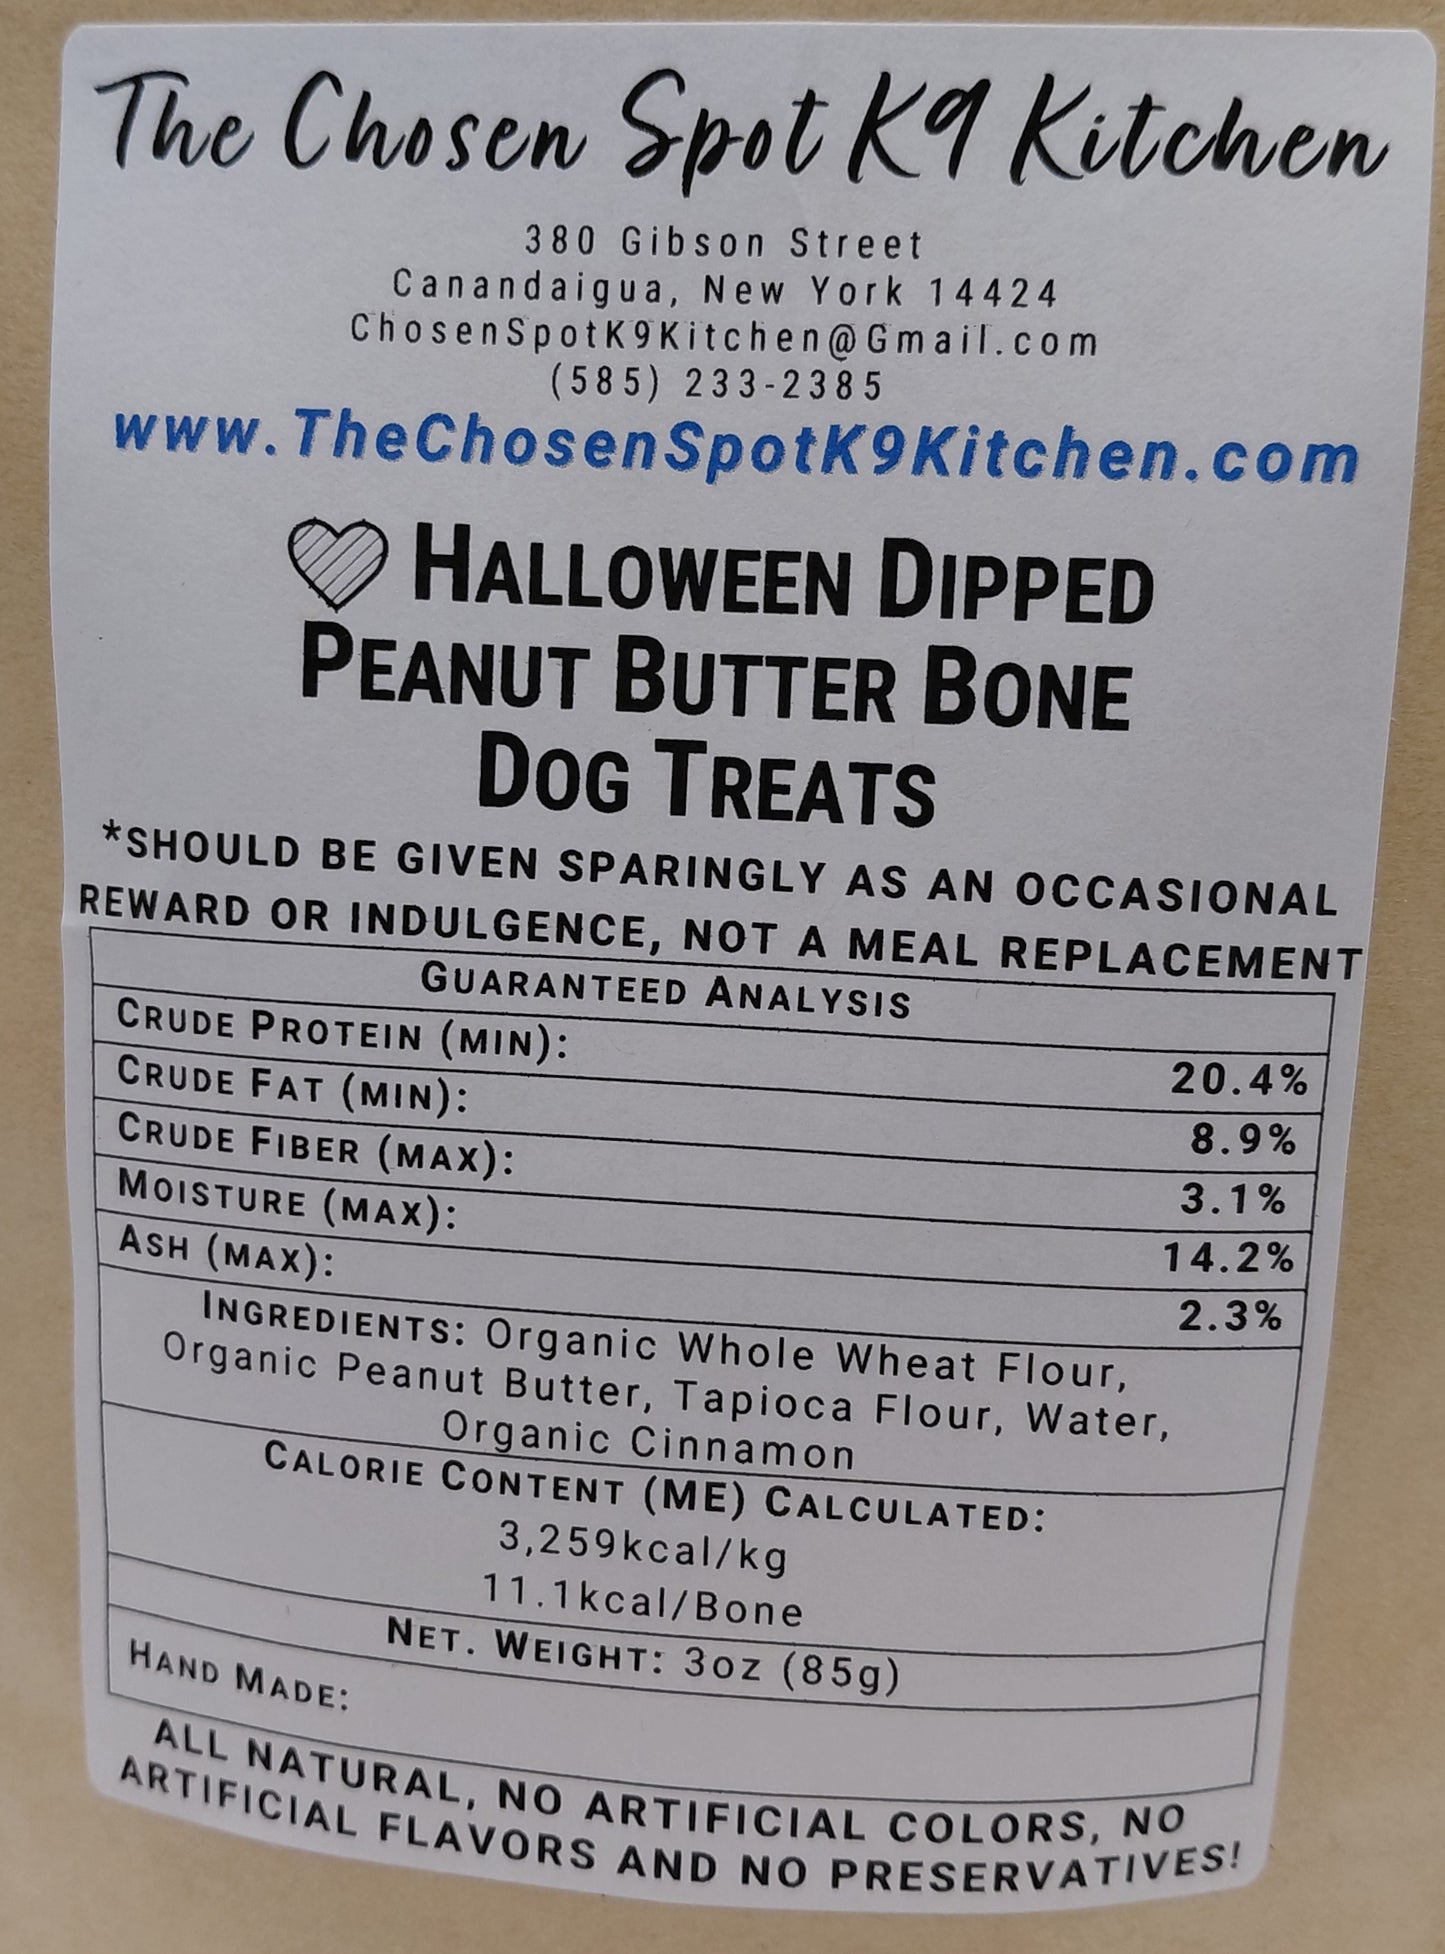 The Chosen Spot K9 Kitchen
380 Gibson Street
Canandaigua, New York 14424
ChosenSpotK9Kitchen@Gmail.com
(585) 233-2385
www.TheChosenSpotK9Kitchen.com
HALLOWEEN DIPPED
PEANUT BUTTER BONE
DOG TREATS
*SHOULD BE GIVEN SPARINGLY AS AN OCCASIONAL
REWARD OR INDULGENCE, NOT A MEAL REPLACEMENT
GUARANTEED ANALYSIS
CRUDE PROTEIN (MIN): 20.4%
CRUDE FAT (MIN): 8.9%
CRUDE FIBER (MAX): 3.1%
MOISTURE (MAX): 14.2%
ASH (MAX): 2.3%
INGREDIENTS: Organic Whole Wheat Flour,
Organic Peanut Butter, Tapioca Flour, Water,
Organic Cinnamon
CALORIE CONTENT (ME) CALCULATED:
3,259kcal/kg
11.1kcal/Bone
NET. WEIGHT: 3oz (85g)
HAND MADE:
ALL NATURAL, NO ARTIFICIAL COLORS, NO
ARTIFICIAL FLAVORS AND NO PRESERVATIVES!